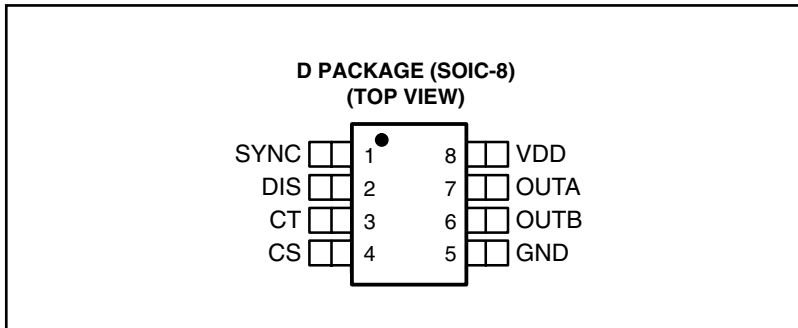 D PACKAGE (SOIC-8)
(TOP VIEW)
SYNC 1 8 VDD
DIS 2 7 OUTA
CT 3 6 OUTB
CS 4 5 GND